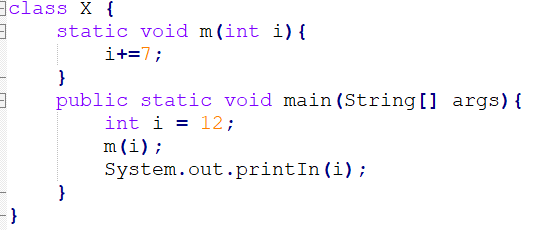 class X {
    static void m(int i){
        i+=7;
    }
    public static void main(String[] args){
        int i = 12;
        m(i);
        System.out.printIn(i);
    }
}